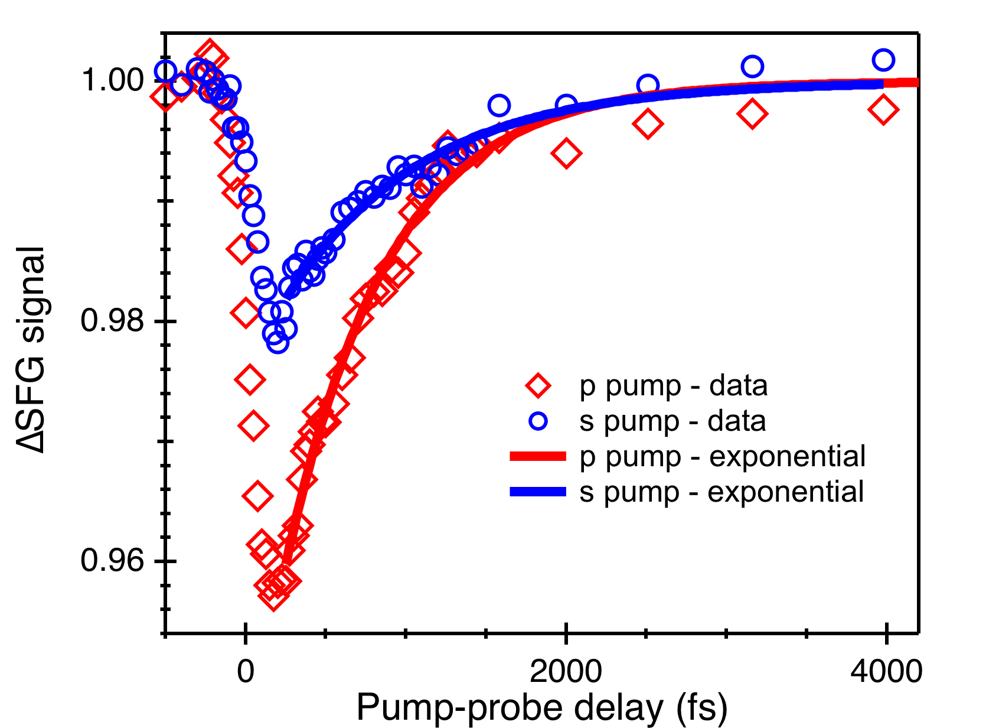 1.00
0.98
0.96
ΔSFG signal
p pump - data
s pump - data
p pump - exponential
s pump - exponential
0 2000 4000
Pump-probe delay (fs)